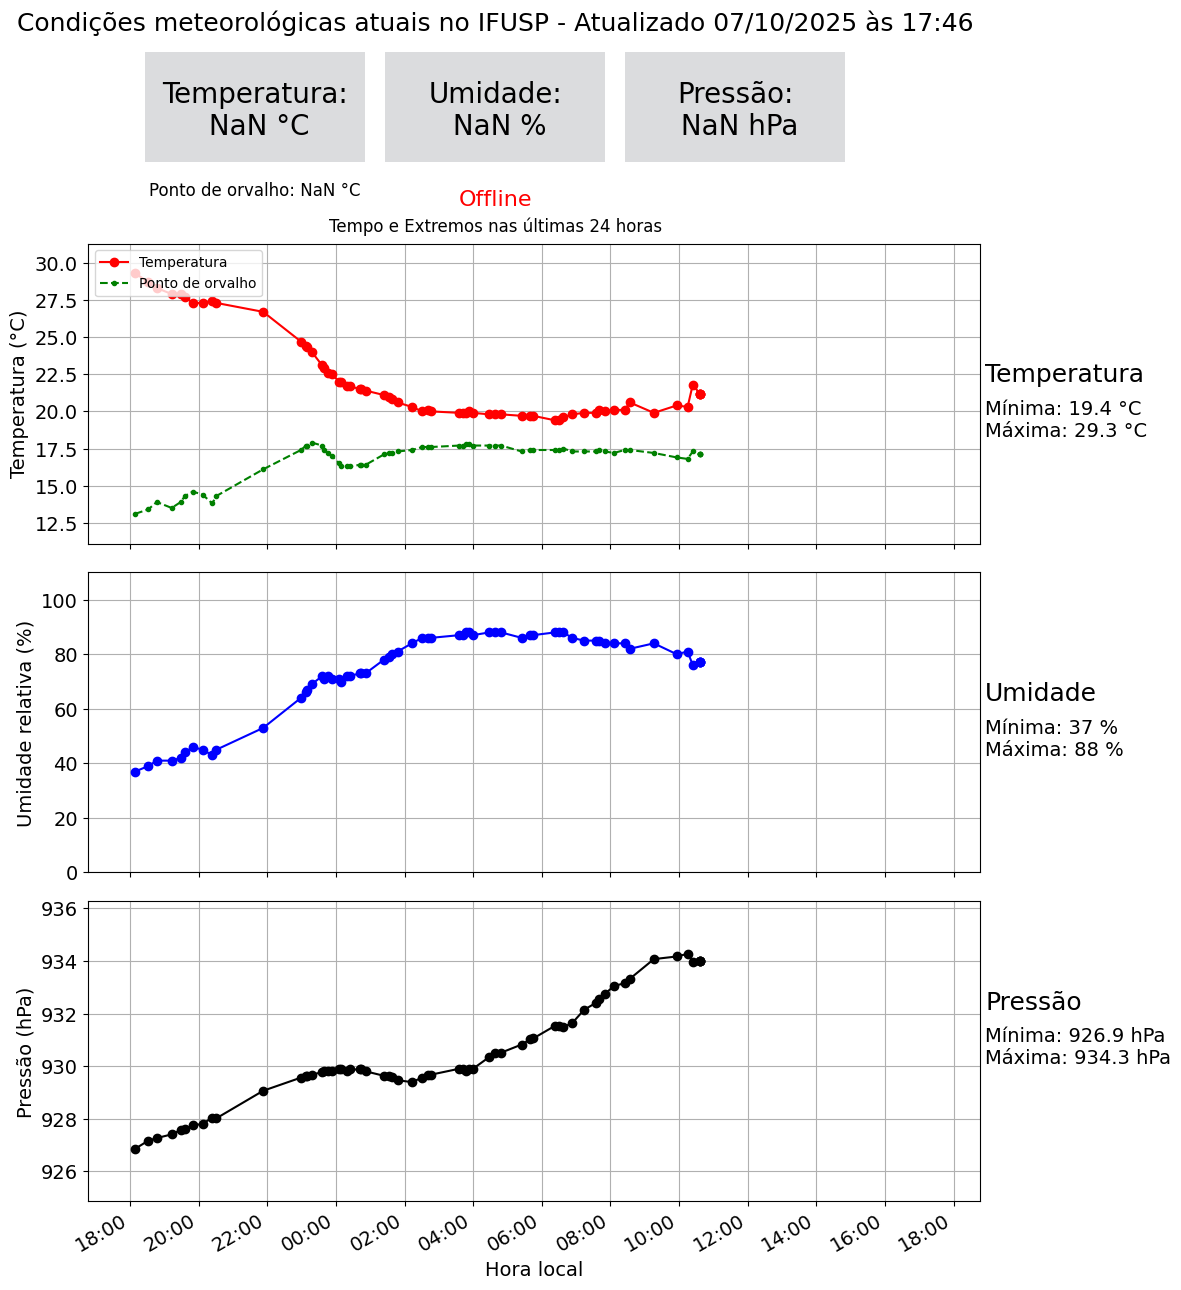 Condições meteorológicas atuais no IFUSP - Atualizado 07/10/2025 às 17:46
Temperatura:
NaN °C
Umidade:
NaN %
Pressão:
NaN hPa
Ponto de orvalho: NaN °C
Offline
Tempo e Extremos nas últimas 24 horas
Temperatura
Ponto de orvalho
Temperatura (°C)
30.0
27.5
25.0
22.5
20.0
17.5
15.0
12.5
Temperatura
Mínima: 19.4 °C
Máxima: 29.3 °C
Umidade relativa (%)
100
80
60
40
20
0
Umidade
Mínima: 37 %
Máxima: 88 %
Pressão (hPa)
936
934
932
930
928
926
Pressão
Mínima: 926.9 hPa
Máxima: 934.3 hPa
18:00 20:00 22:00 00:00 02:00 04:00 06:00 08:00 10:00 12:00 14:00 16:00 18:00
Hora local